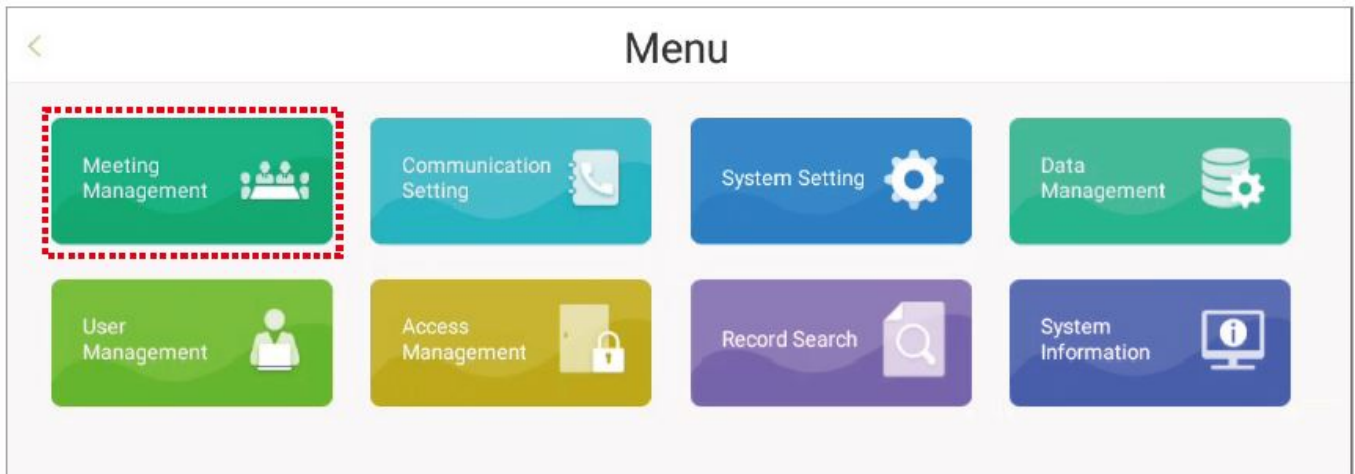 Menu
Meeting
Management
Communication
Setting
System Setting
Data
Management
User
Management
Access
Management
Record Search
System
Information